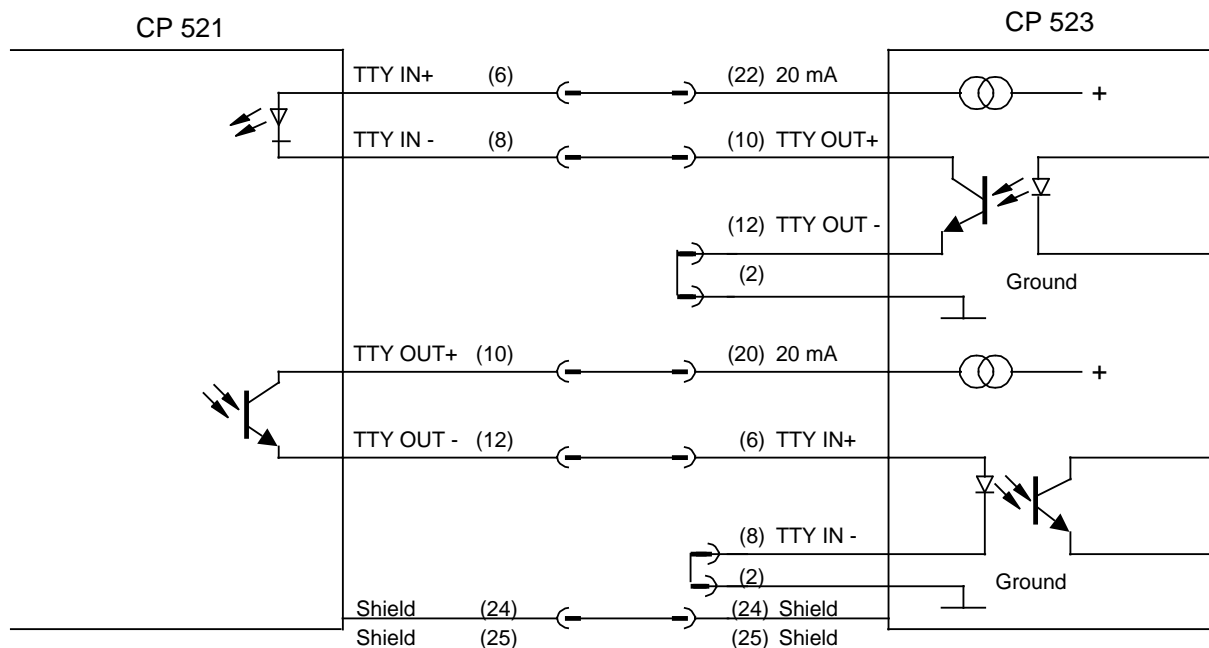 CP 521
CP 523
TTY IN+ (6) (22) 20 mA +
TTY IN - (8) (10) TTY OUT+
(12) TTY OUT -
(2)
Ground
TTY OUT+ (10) (20) 20 mA +
TTY OUT - (12) (6) TTY IN+
(8) TTY IN -
(2)
Ground
Shield (24) (24) Shield
Shield (25) (25) Shield